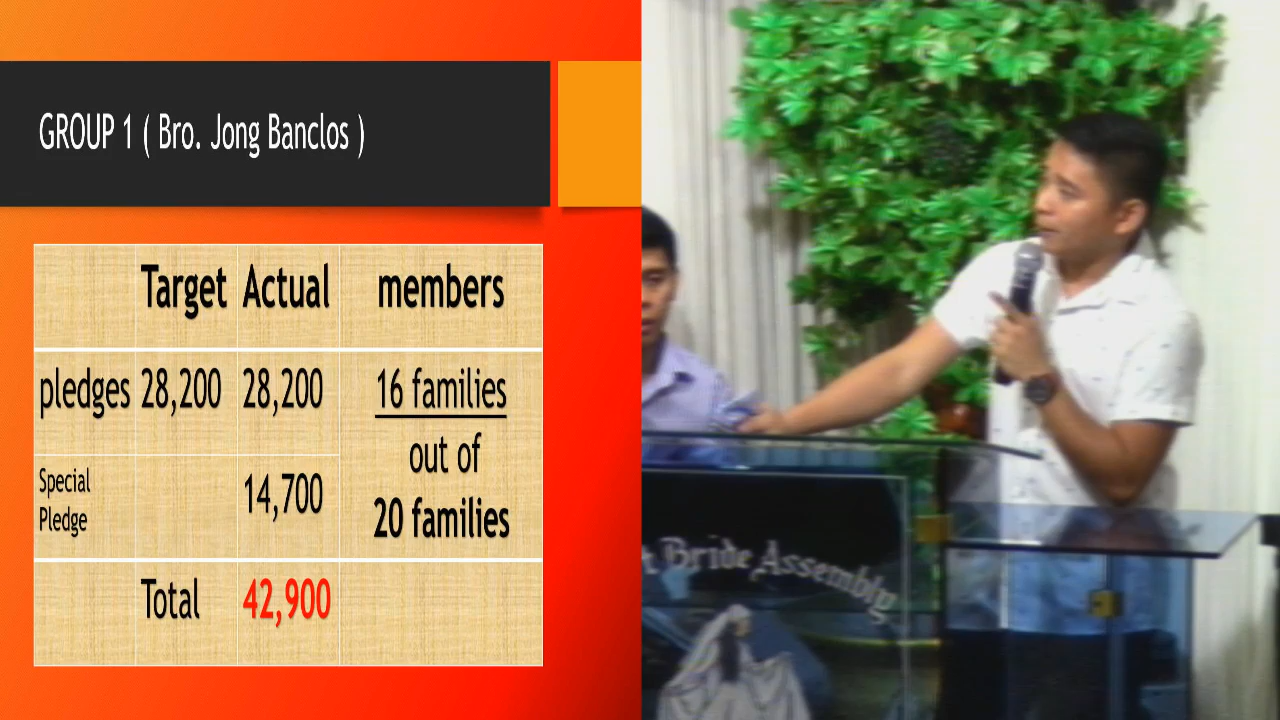 GROUP 1 ( Bro. Jong Banclos )
Target Actual members
pledges 28,200 28,200 16 families
out of
20 families
Special
Pledge
14,700
Total 42,900
Bride Assembly